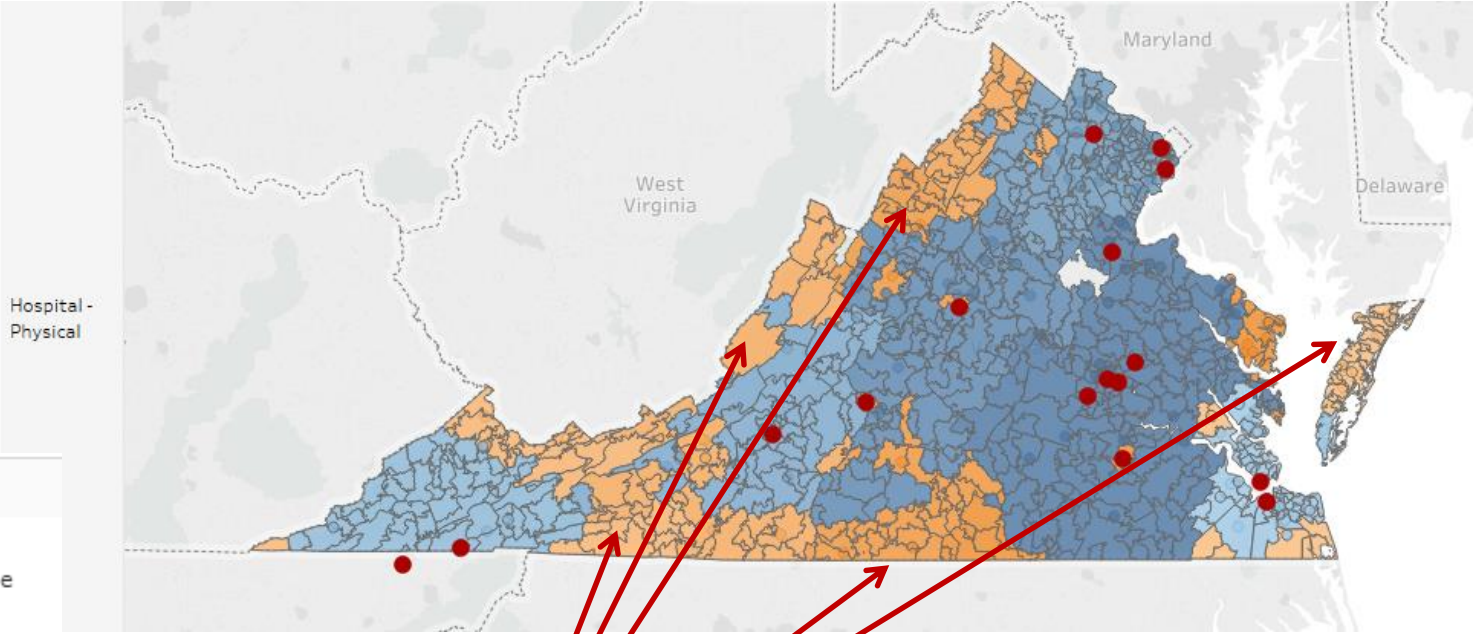 Maryland
West
Virginia
Delaware
Hospital -
Physical
e